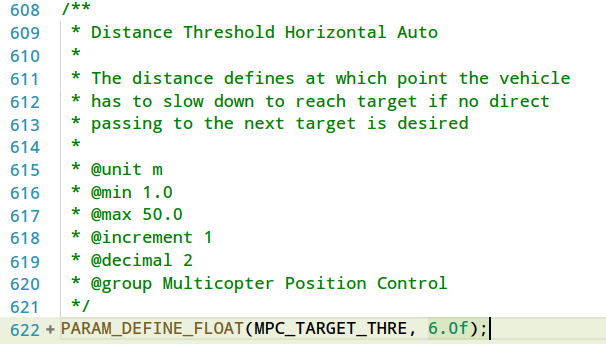 608 /**
609 * Distance Threshold Horizontal Auto
610 *
611 * The distance defines at which point the vehicle
612 * has to slow down to reach target if no direct
613 * passing to the next target is desired
614 *
615 * @unit m
616 * @min 1.0
617 * @max 50.0
618 * @increment 1
619 * @decimal 2
620 * @group Multicopter Position Control
621 */
622 + PARAM_DEFINE_FLOAT(MPC_TARGET_THRE, 6.0f);